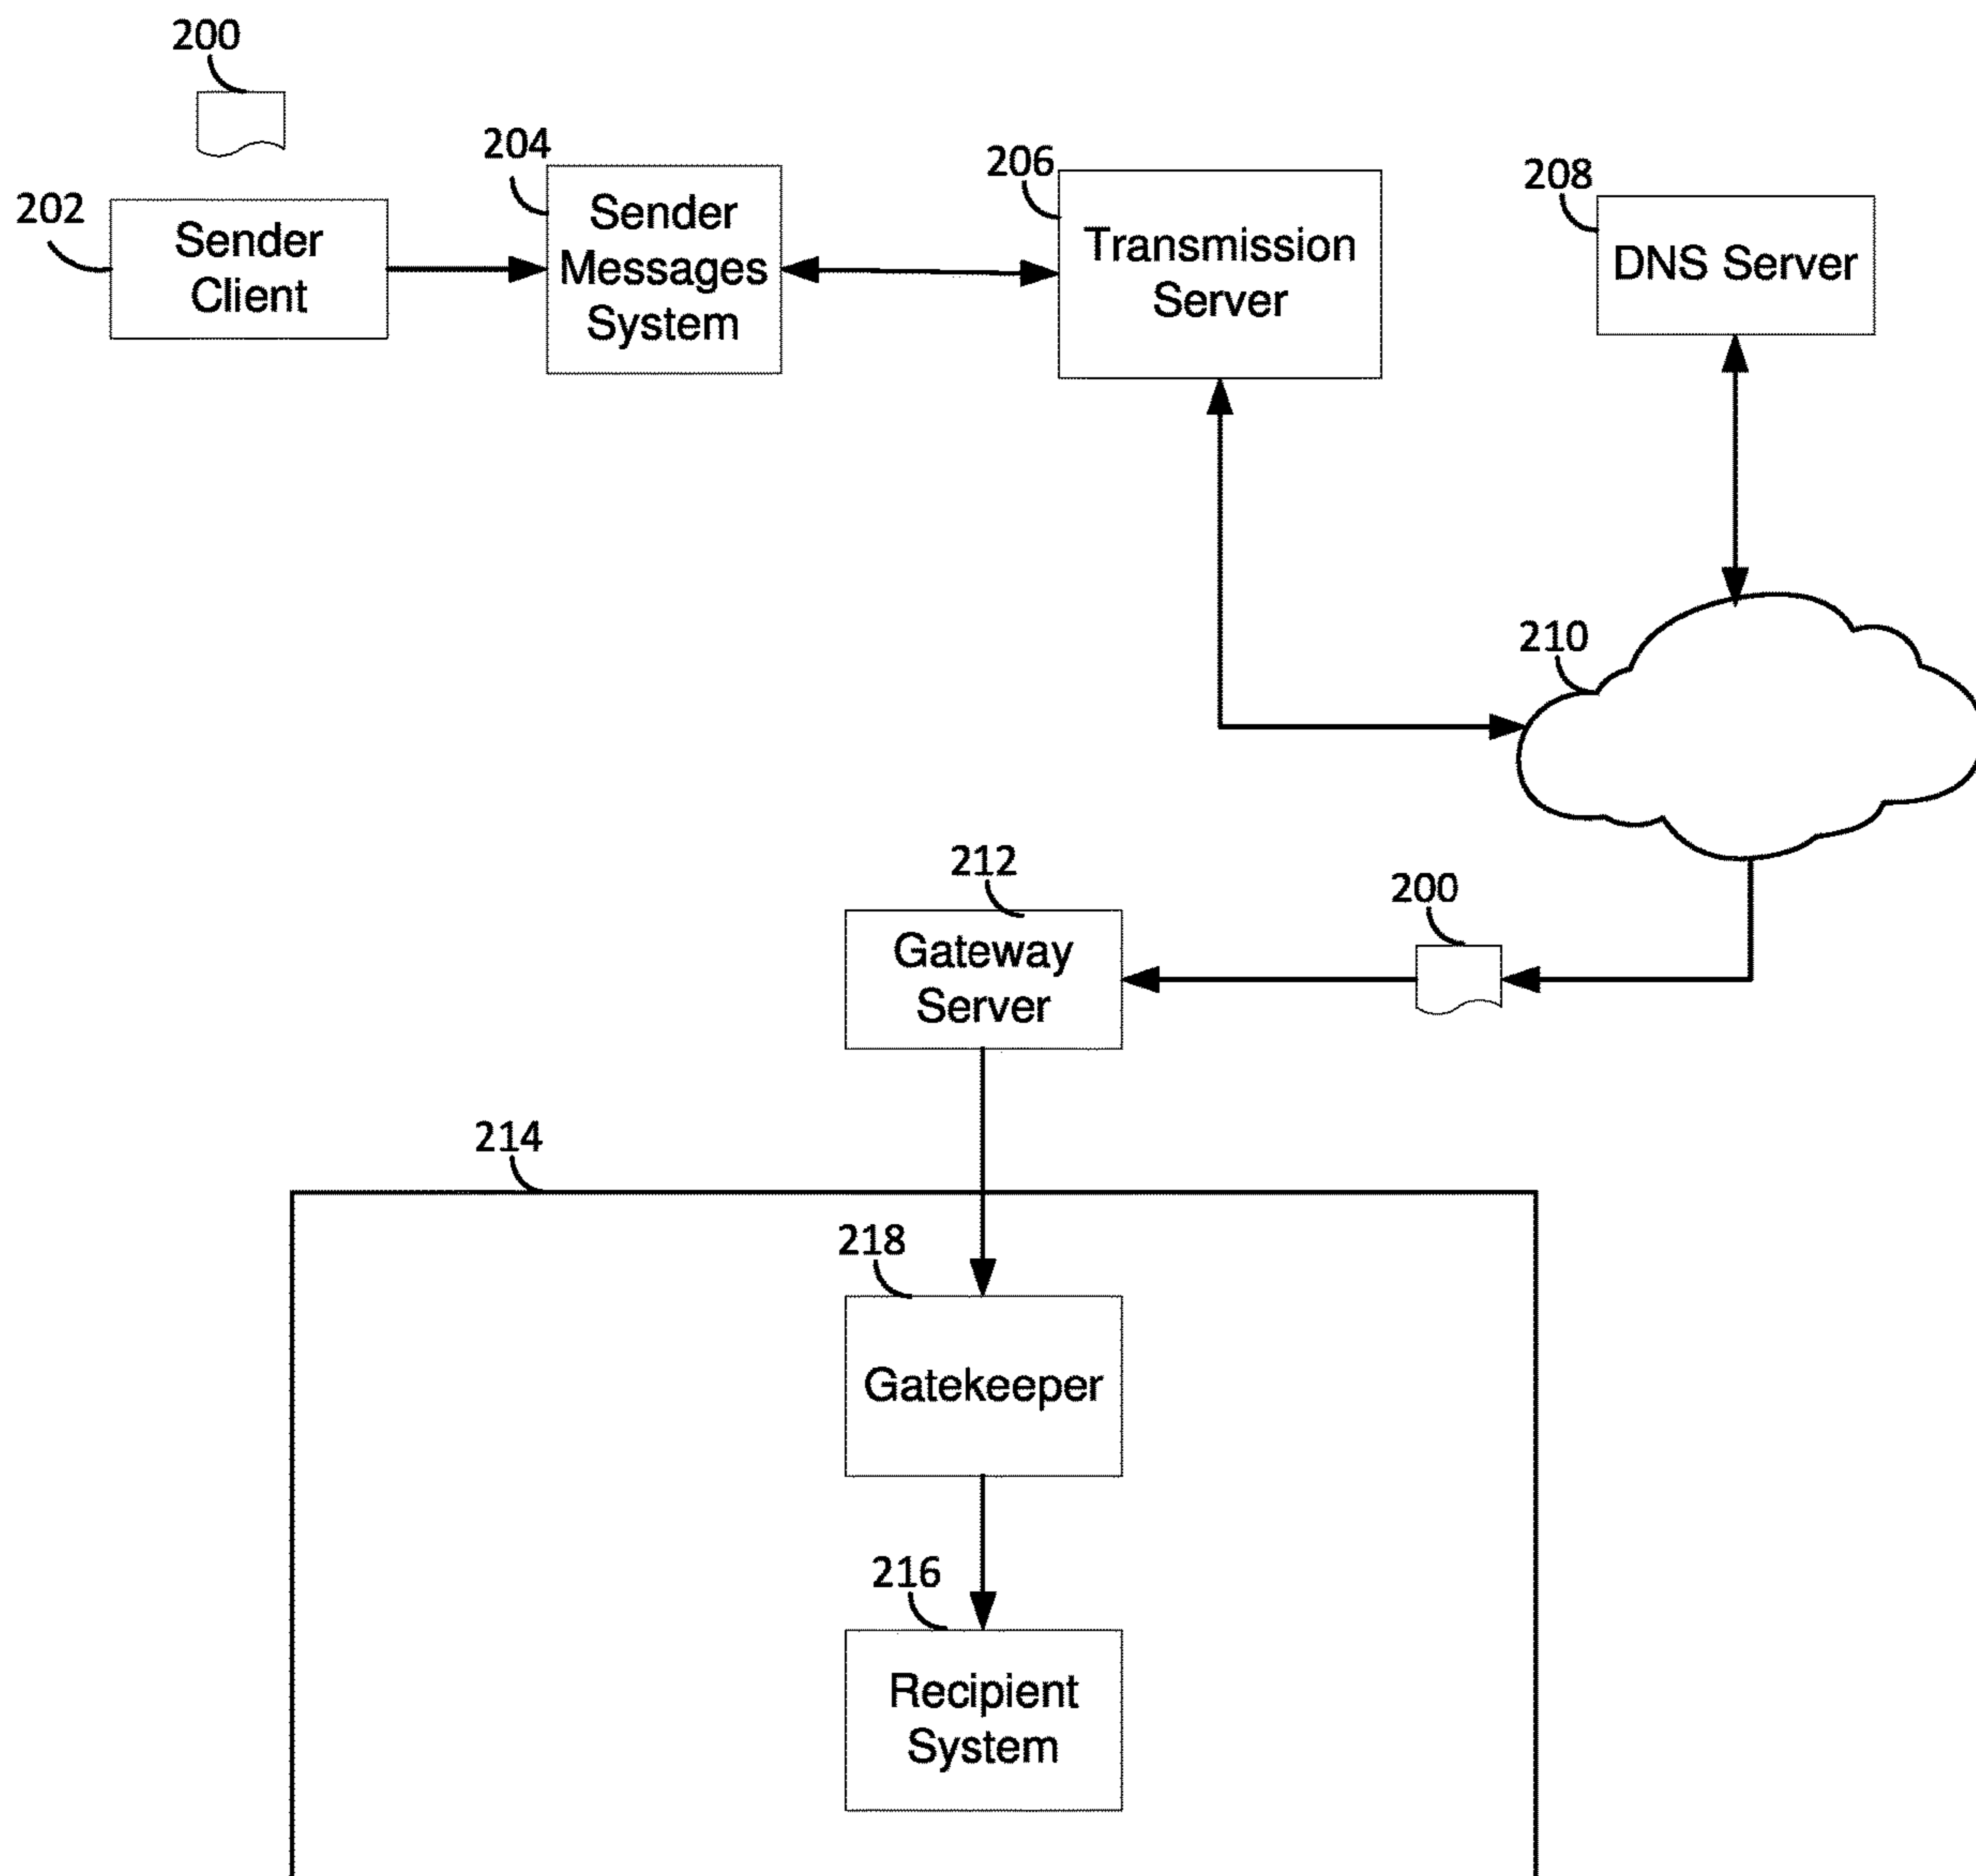 200
202
Sender
Client
204
Sender
Messages
System
206
Transmission
Server
208
DNS Server
210
212
Gateway
Server
200
214
218
Gatekeeper
216
Recipient
System